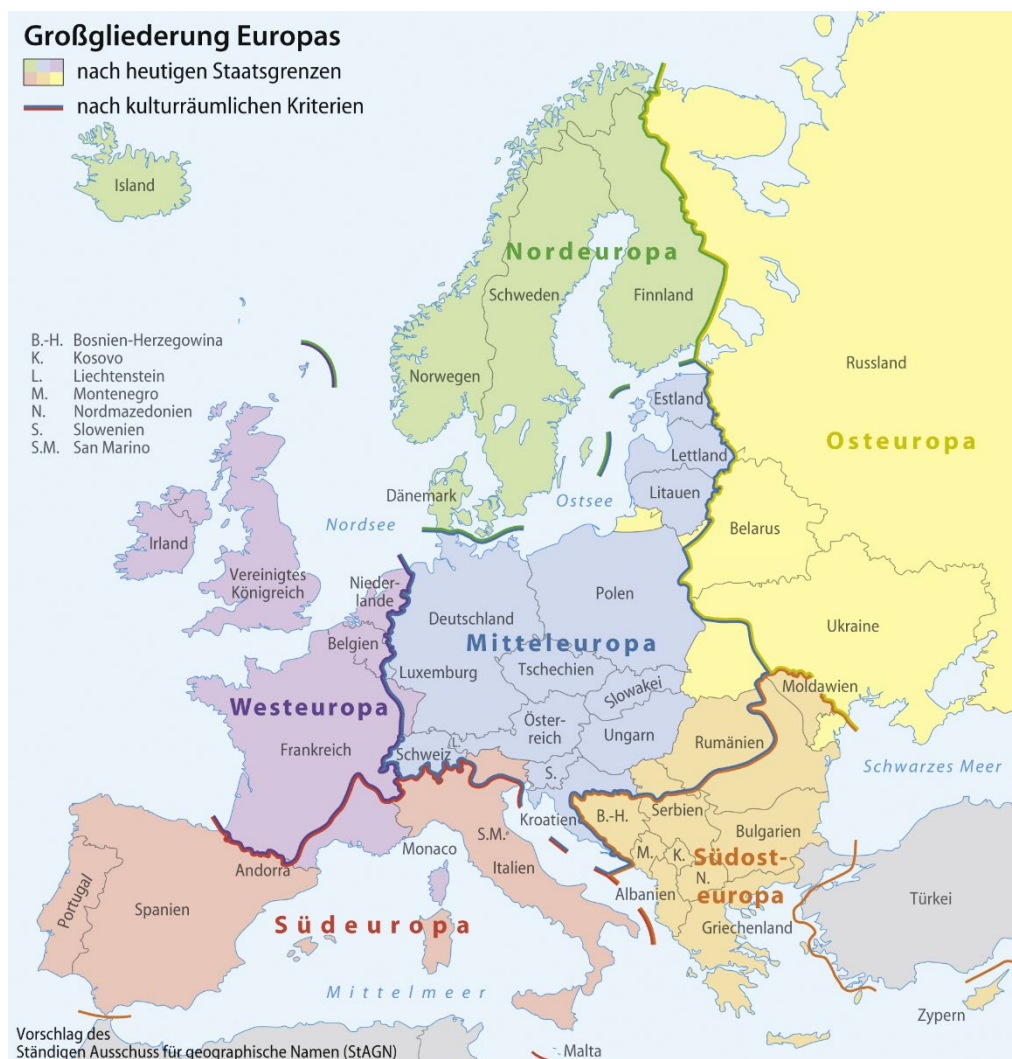 Großgliederung Europas
nach heutigen Staatsgrenzen
nach kulturräumlichen Kriterien
Island
Nordeuropa
Schweden
Finnland
Norwegen
Russland
B.-H. Bosnien-Herzegowina
K. Kosovo
L. Liechtenstein
M. Montenegro
N. Nordmazedonien
S. Slowenien
S.M. San Marino
Estland
Osteuropa
Lettland
Litauen
Dänemark
Ostsee
Nordsee
Belarus
Irland
Vereinigtes
Königreich
Nieder-
lande
Polen
Deutschland
Ukraine
Belgien
Mitteleuropa
Luxemburg
Tschechien
Slowakei
Moldawien
Westeuropa
Öster-
reich
Ungarn
Rumänien
Frankreich
Schweiz
L.
S.
Schwarzes Meer
Kroatien
B.-H.
Serbien
S.M.
Bulgarien
Monaco
Italien
M.
K.
Südost-
europa
N.
Andorra
Albanien
Portugal
Spanien
Südeuropa
Griechenland
Türkei
Mittelmeer
Zypern
Vorschlag des
Ständigen Ausschuss für geographische Namen (StAGN)
Malta